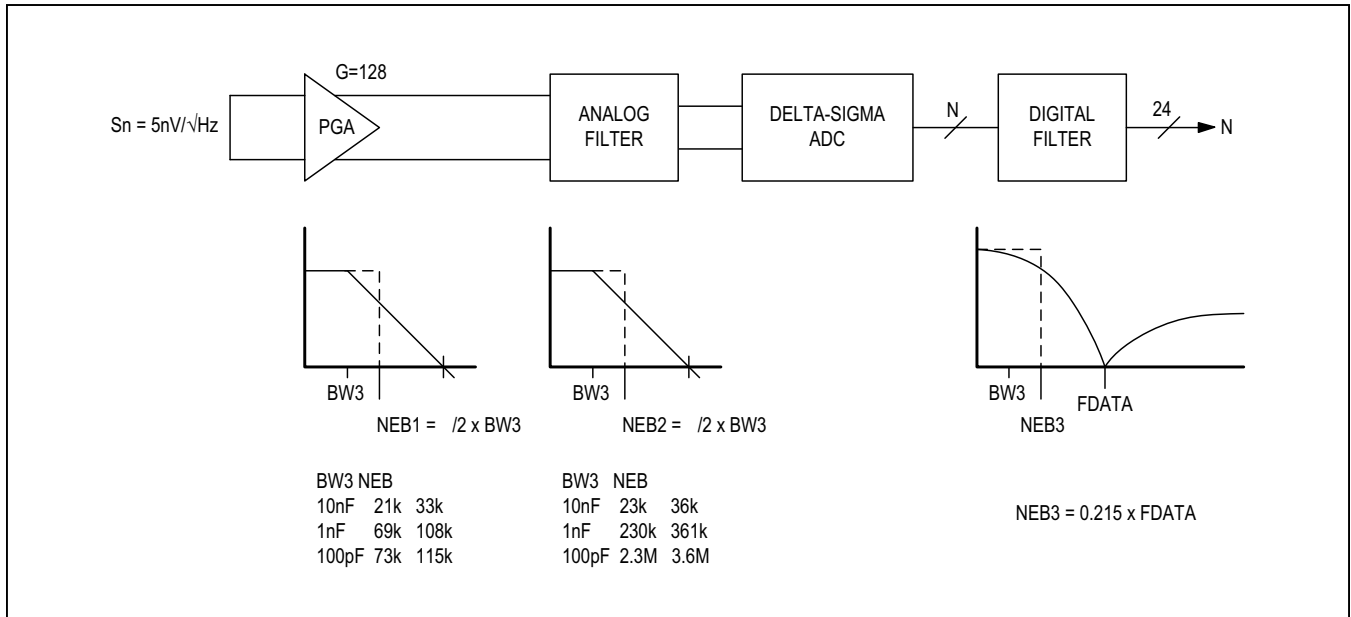 G=128
Sn = 5nV/√Hz
PGA
ANALOG
FILTER
DELTA-SIGMA
ADC
N
DIGITAL
FILTER
24
N
BW3
NEB1 = /2 x BW3
BW3
NEB2 = /2 x BW3
BW3
NEB3
FDATA
BW3 NEB
10nF 21k 33k
1nF 69k 108k
100pF 73k 115k
BW3 NEB
10nF 23k 36k
1nF 230k 361k
100pF 2.3M 3.6M
NEB3 = 0.215 x FDATA